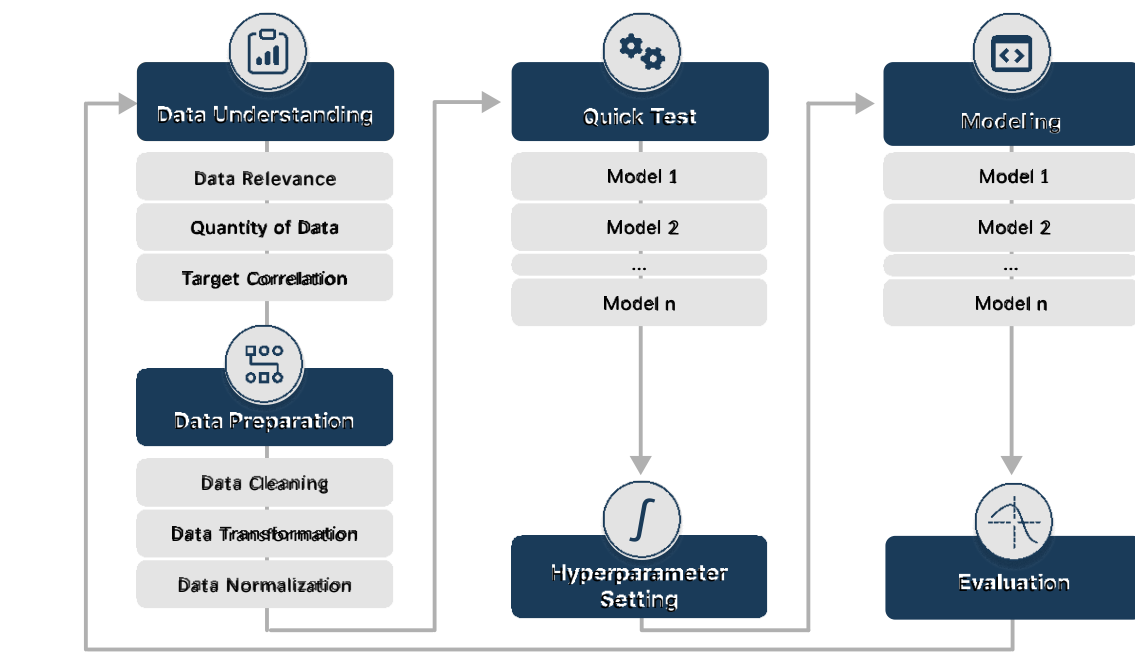 Data Understanding
Data Relevance
Quantity of Data
Target Correlation
Data Preparation
Data Cleaning
Data Transformation
Data Normalization
Quick Test
Model 1
Model 2
...
Model n
Hyperparameter
Setting
Modeling
Model 1
Model 2
...
Model n
Evaluation